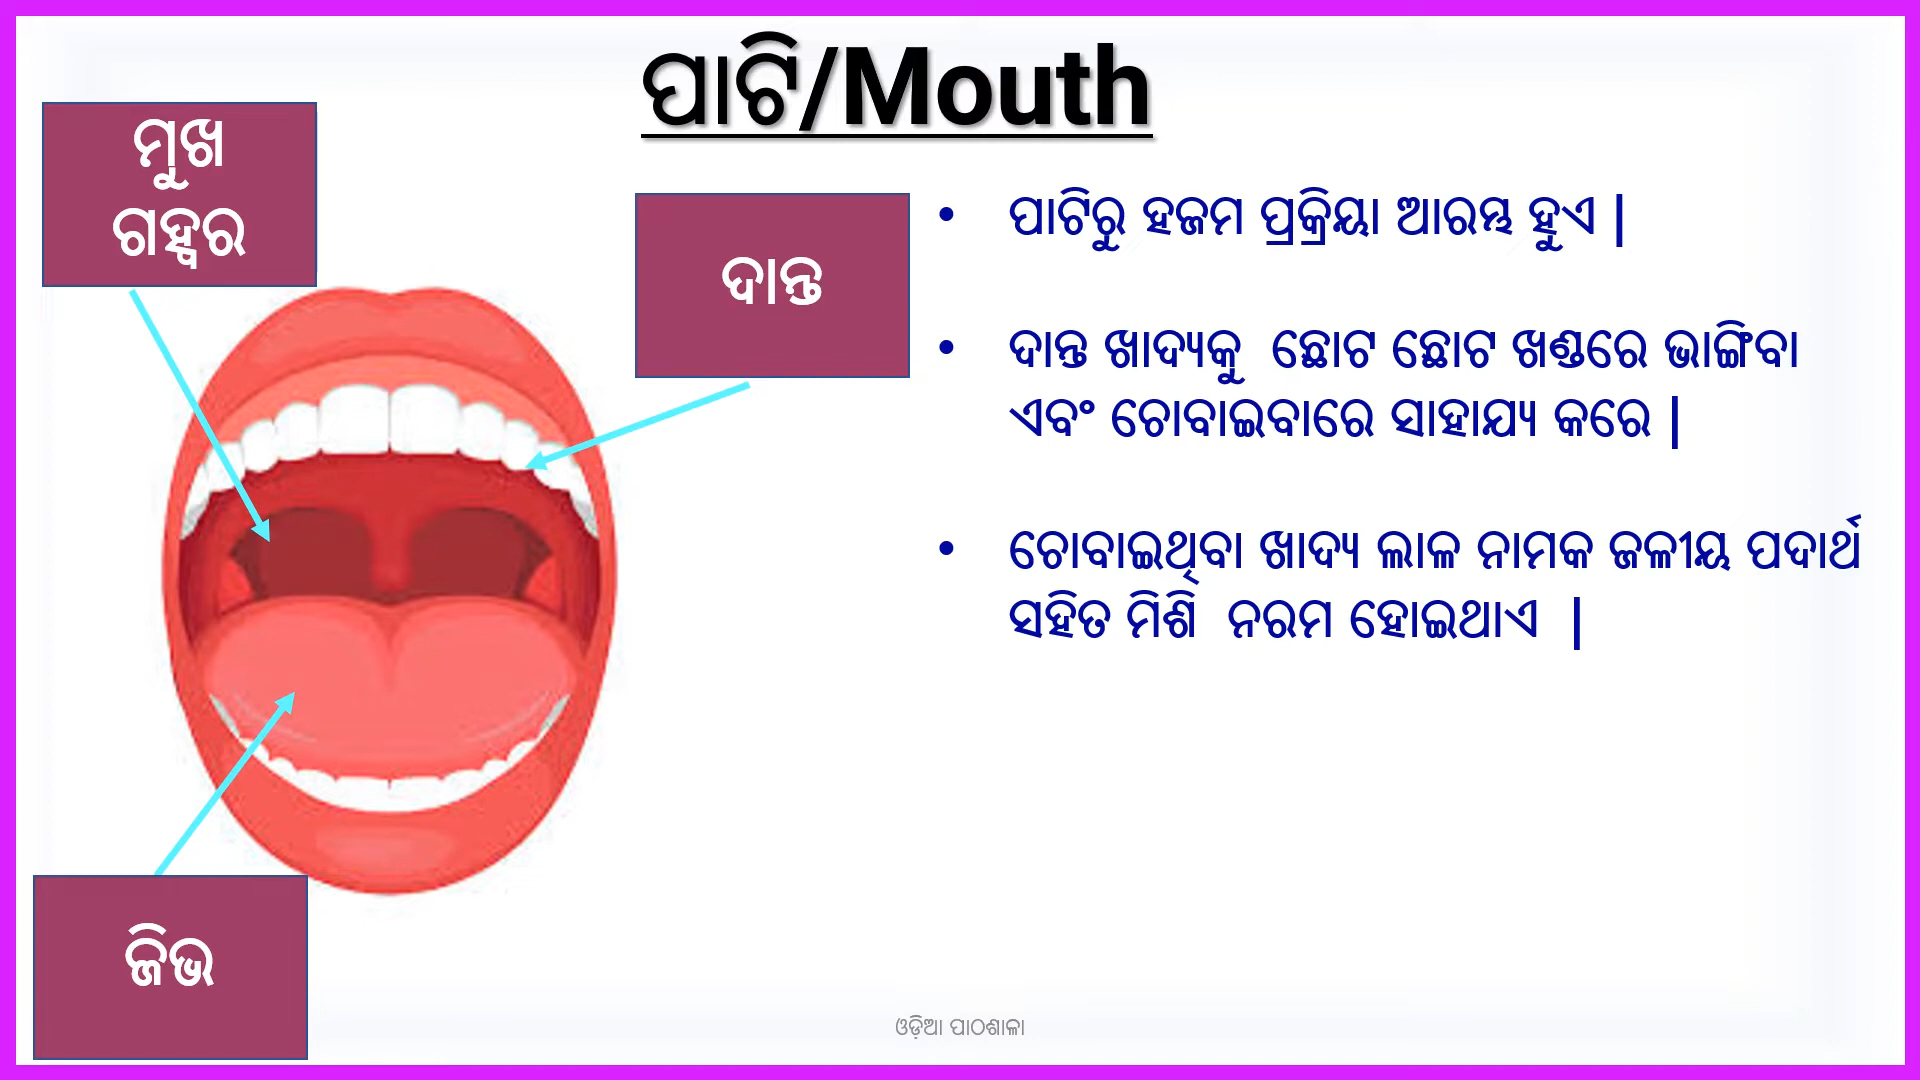 ପାଟି/Mouth
ମୁଖ
ଗହ୍ୱର
ଦାନ୍ତ
• ପାଟିରୁ ହଜମ ପ୍ରକ୍ରିୟା ଆରମ୍ଭ ହୁଏ |
• ଦାନ୍ତ ଖାଦ୍ୟକୁ ଛୋଟ ଛୋଟ ଖଣ୍ଡରେ ଭାଙ୍ଗିବା
ଏବଂ ଚୋବାଇବାରେ ସାହାଯ୍ୟ କରେ |
• ଚୋବାଇଥିବା ଖାଦ୍ୟ ଲାଳ ନାମକ ଜଳୀୟ ପଦାର୍ଥ
ସହିତ ମିଶି ନରମ ହୋଇଥାଏ |
ଜିଭ
ଓଡ଼ିଆ ପାଠଶାଳା